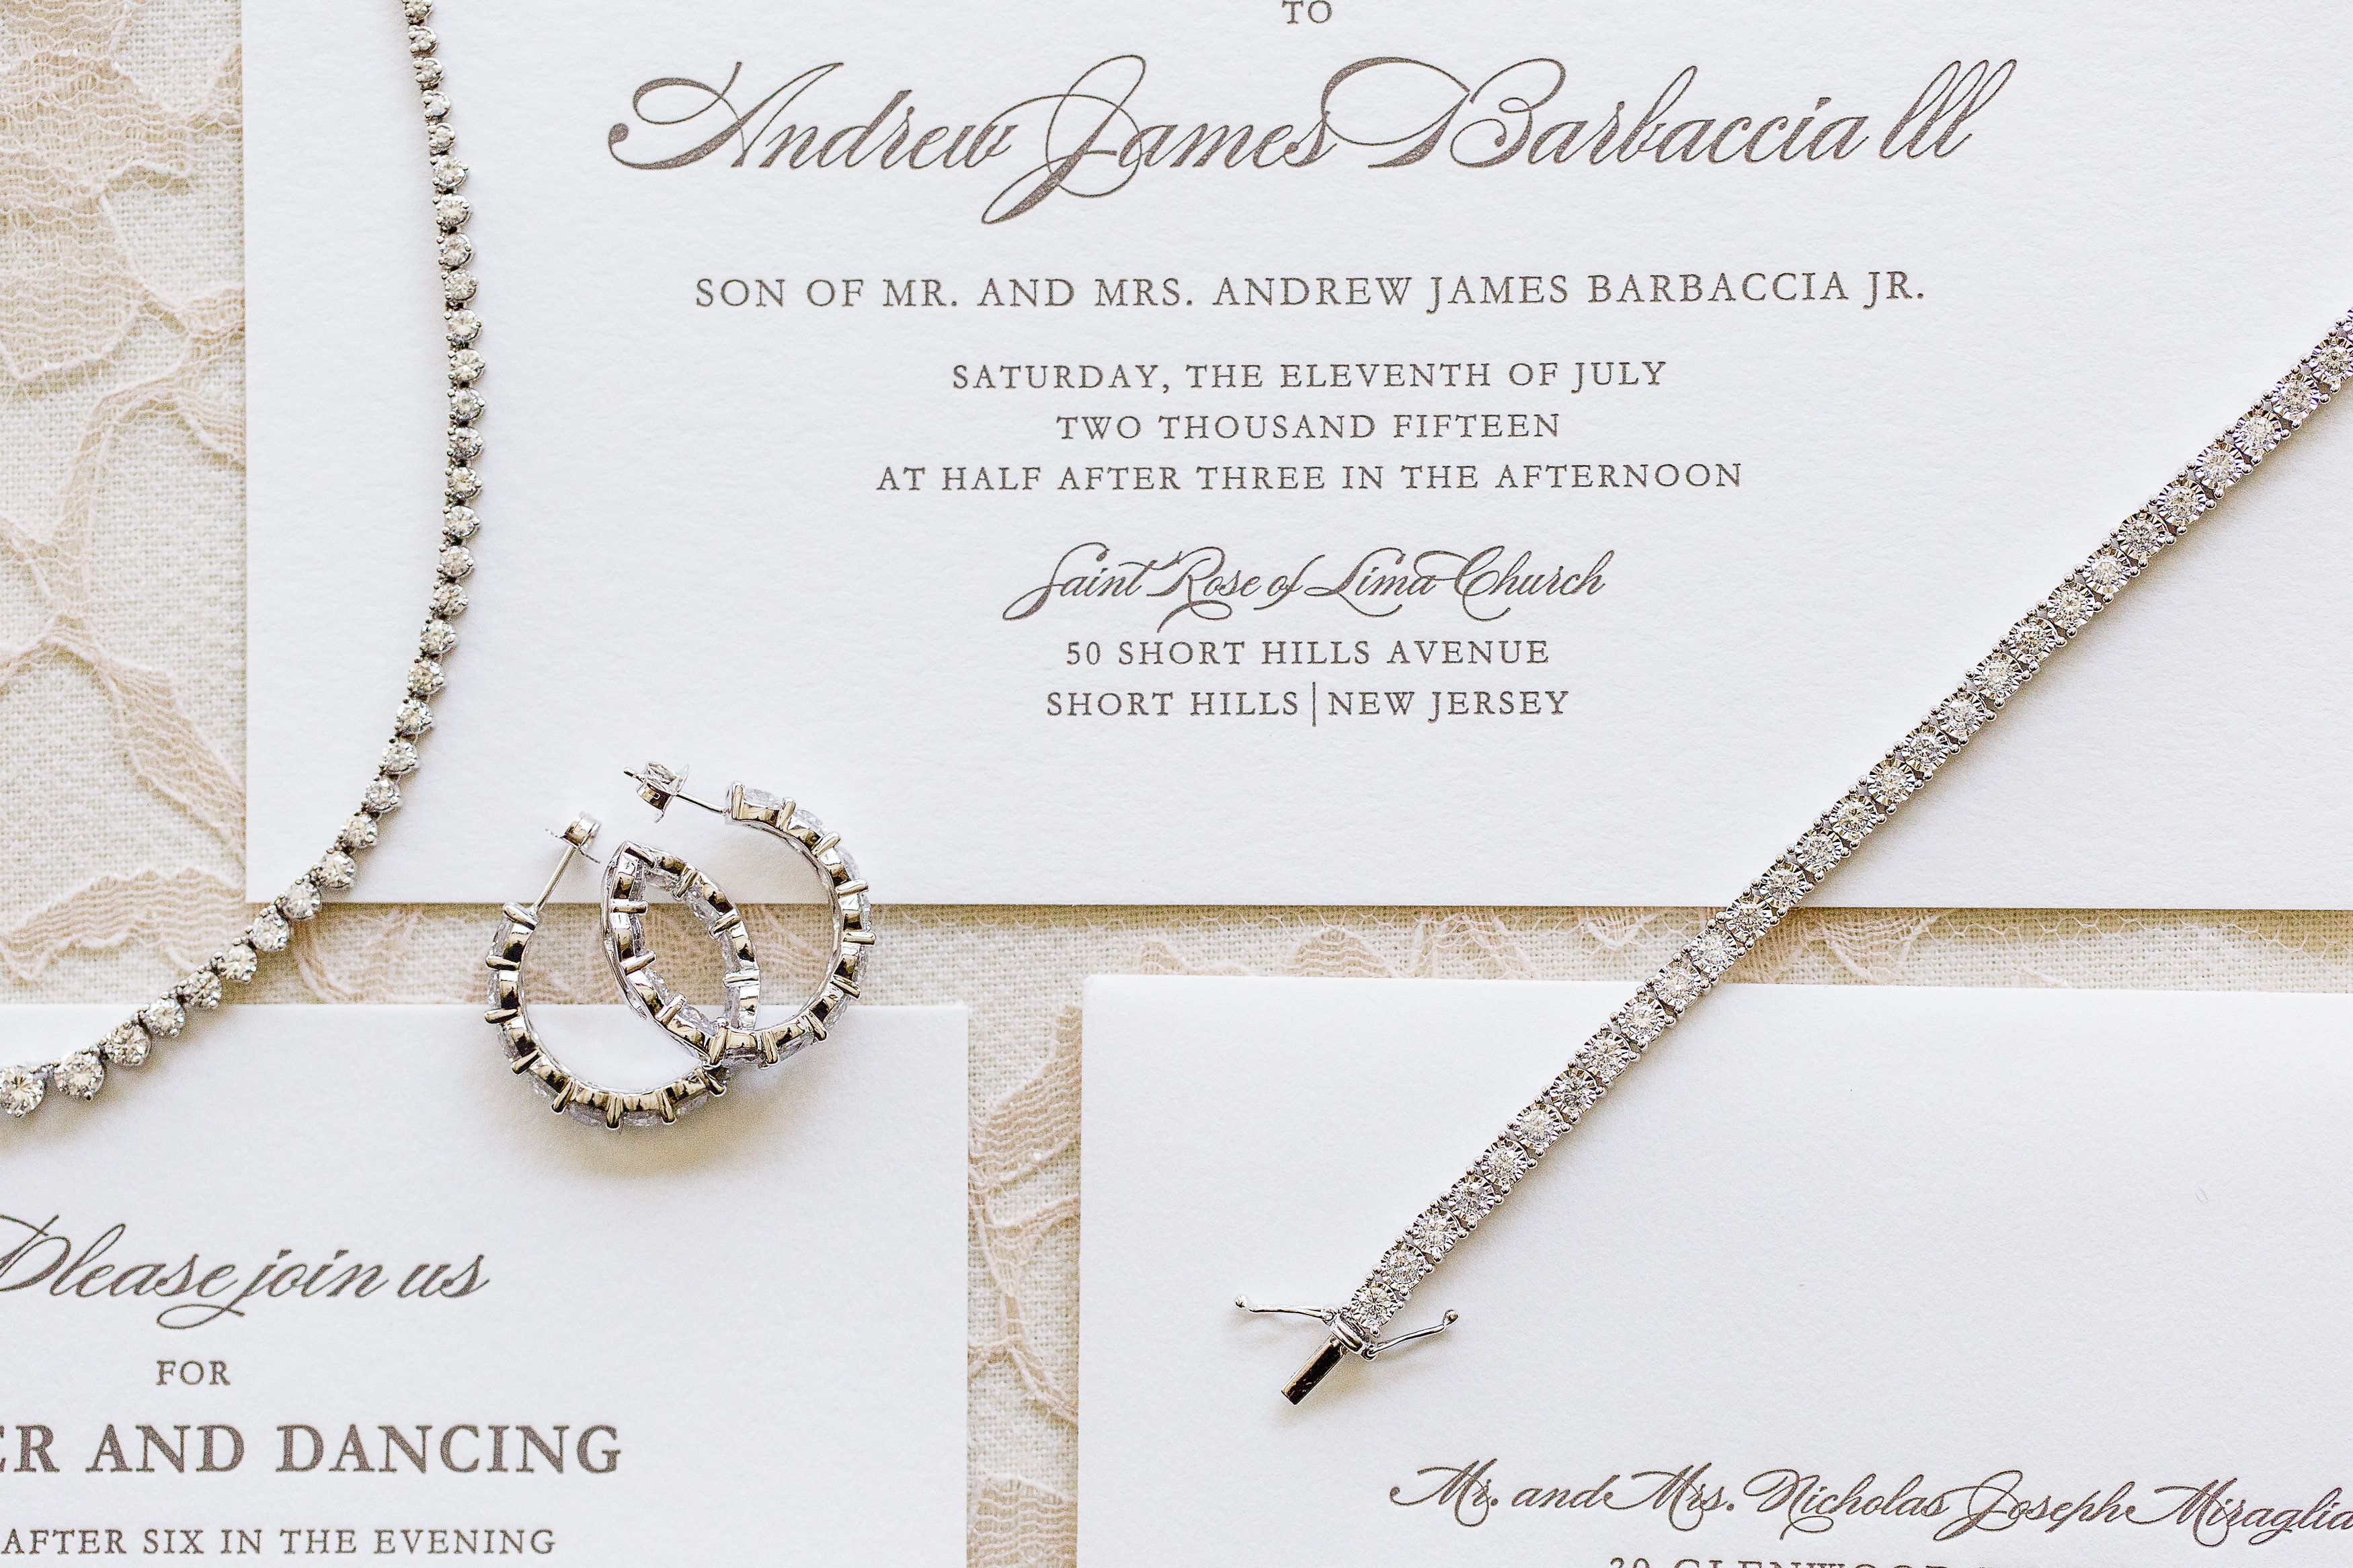 TO
Andrew James Barbaccia lll
SON OF MR. AND MRS. ANDREW JAMES BARBACCIA JR.
SATURDAY, THE ELEVENTH OF JULY
TWO THOUSAND FIFTEEN
AT HALF AFTER THREE IN THE AFTERNOON
Saint Rose of Lima Church
50 SHORT HILLS AVENUE
SHORT HILLS | NEW JERSEY
Please join us
FOR
ER AND DANCING
AFTER SIX IN THE EVENING
Mr. and Mrs. Nicholas Joseph Miraglia